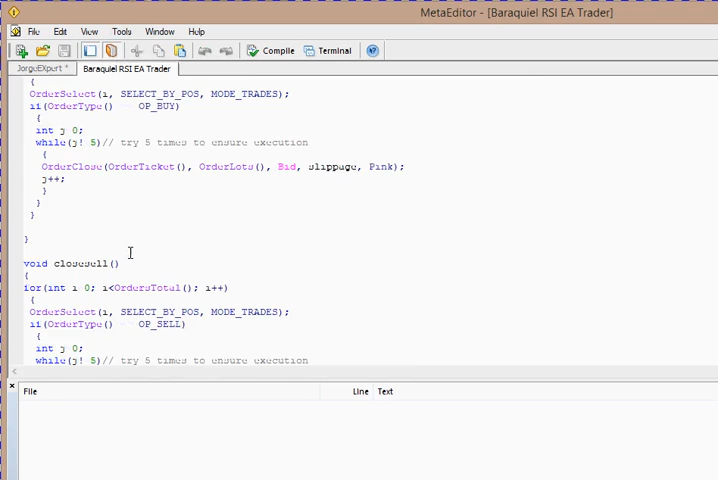 MetaEditor - [Baraquiel RSI EA Trader]
File Edit View Tools Window Help
Compile Terminal
JorgeEXpert * Baraquiel RSI EA Trader
{
OrderSelect(i, SELECT_BY_POS, MODE_TRADES);
if(OrderType() == OP_BUY)
{
int j=0;
while(j!=5)// try 5 times to ensure execution
{
OrderClose(OrderTicket(), OrderLots(), Bid, slippage, Pink);
j++;
}
}
}
}
void closesell()
{
for(int i=0; i<OrdersTotal(); i++)
{
OrderSelect(i, SELECT_BY_POS, MODE_TRADES);
if(OrderType() == OP_SELL)
{
int j=0;
while(j!=5)// try 5 times to ensure execution
File Line Text